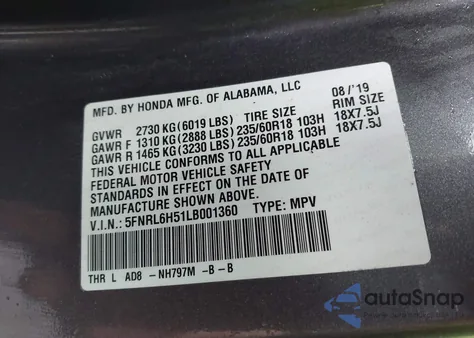 MFD. BY HONDA MFG. OF ALABAMA, LLC 08/'19
GVWR 2730 KG(6019 LBS) TIRE SIZE RIM SIZE
GAWR F 1310 KG(2888 LBS) 235/60R18 103H 18X7.5J
GAWR R 1465 KG(3230 LBS) 235/60R18 103H 18X7.5J
THIS VEHICLE CONFORMS TO ALL APPLICABLE
FEDERAL MOTOR VEHICLE SAFETY
STANDARDS IN EFFECT ON THE DATE OF
MANUFACTURE SHOWN ABOVE.
V.I.N.: 5FNRL6H51LB001360 TYPE: MPV
THR L AD8 -NH797M -B-B
autoSnap